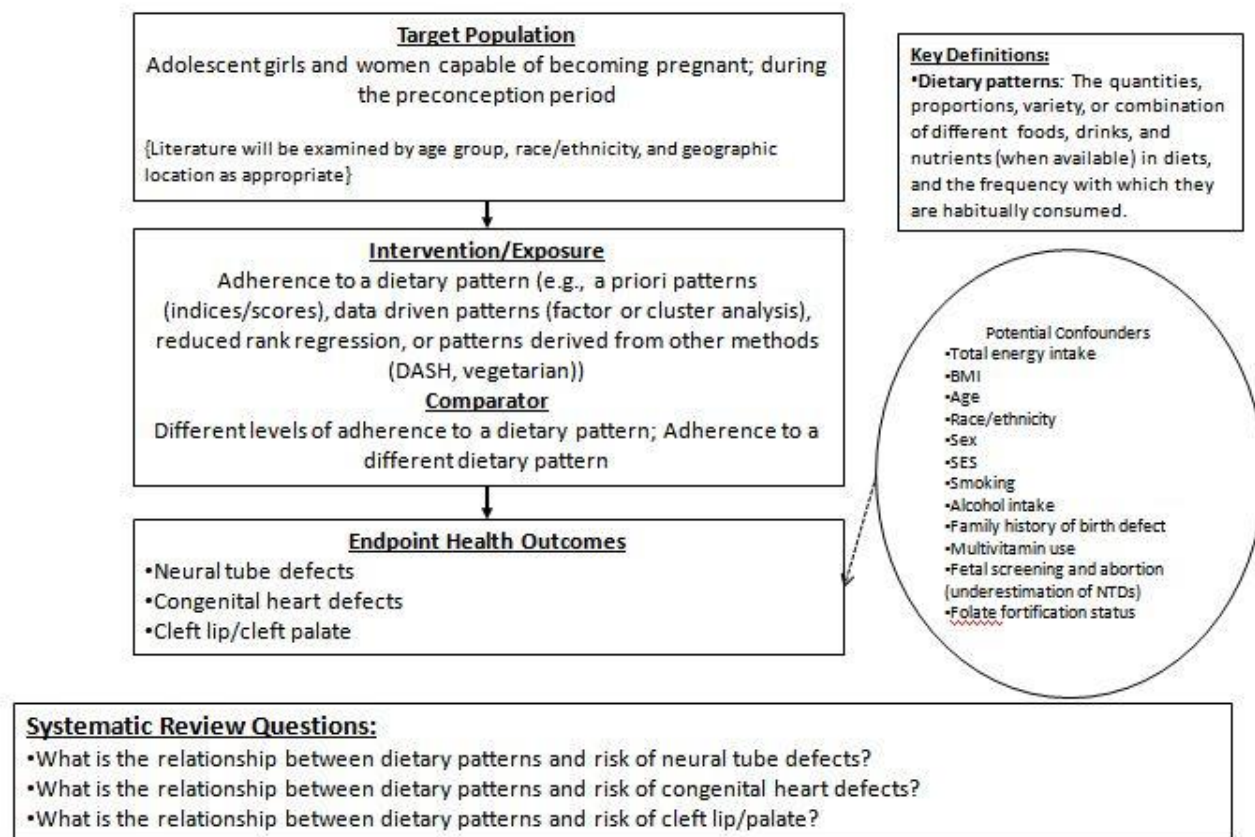 Target Population
Adolescent girls and women capable of becoming pregnant; during
the preconception period
{Literature will be examined by age group, race/ethnicity, and geographic
location as appropriate}
Key Definitions:
•Dietary patterns: The quantities,
proportions, variety, or combination
of different foods, drinks, and
nutrients (when available) in diets,
and the frequency with which they
are habitually consumed.
Intervention/Exposure
Adherence to a dietary pattern (e.g., a priori patterns
(indices/scores), data driven patterns (factor or cluster analysis),
reduced rank regression, or patterns derived from other methods
(DASH, vegetarian))
Comparator
Different levels of adherence to a dietary pattern; Adherence to a
different dietary pattern
Potential Confounders
•Total energy intake
•BMI
•Age
•Race/ethnicity
•Sex
•SES
•Smoking
•Alcohol intake
•Family history of birth defect
•Multivitamin use
•Fetal screening and abortion
(underestimation of NTDs)
•Folate fortification status
Endpoint Health Outcomes
•Neural tube defects
•Congenital heart defects
•Cleft lip/cleft palate
Systematic Review Questions:
•What is the relationship between dietary patterns and risk of neural tube defects?
•What is the relationship between dietary patterns and risk of congenital heart defects?
•What is the relationship between dietary patterns and risk of cleft lip/palate?